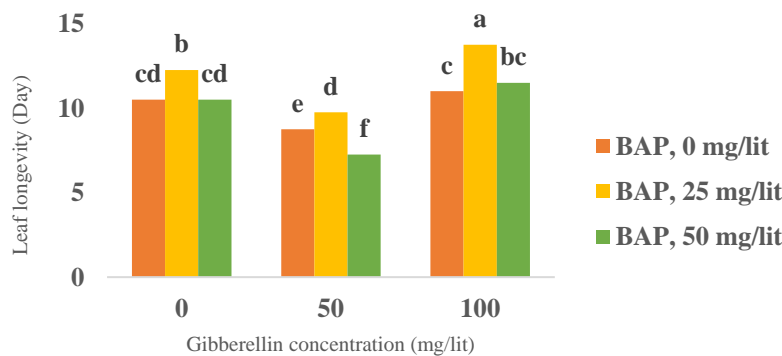 15
10
5
0
Leaf longevity (Day)
cd
b
cd
e
d
f
c
a
bc
0
50
100
Gibberellin concentration (mg/lit)
BAP, 0 mg/lit
BAP, 25 mg/lit
BAP, 50 mg/lit